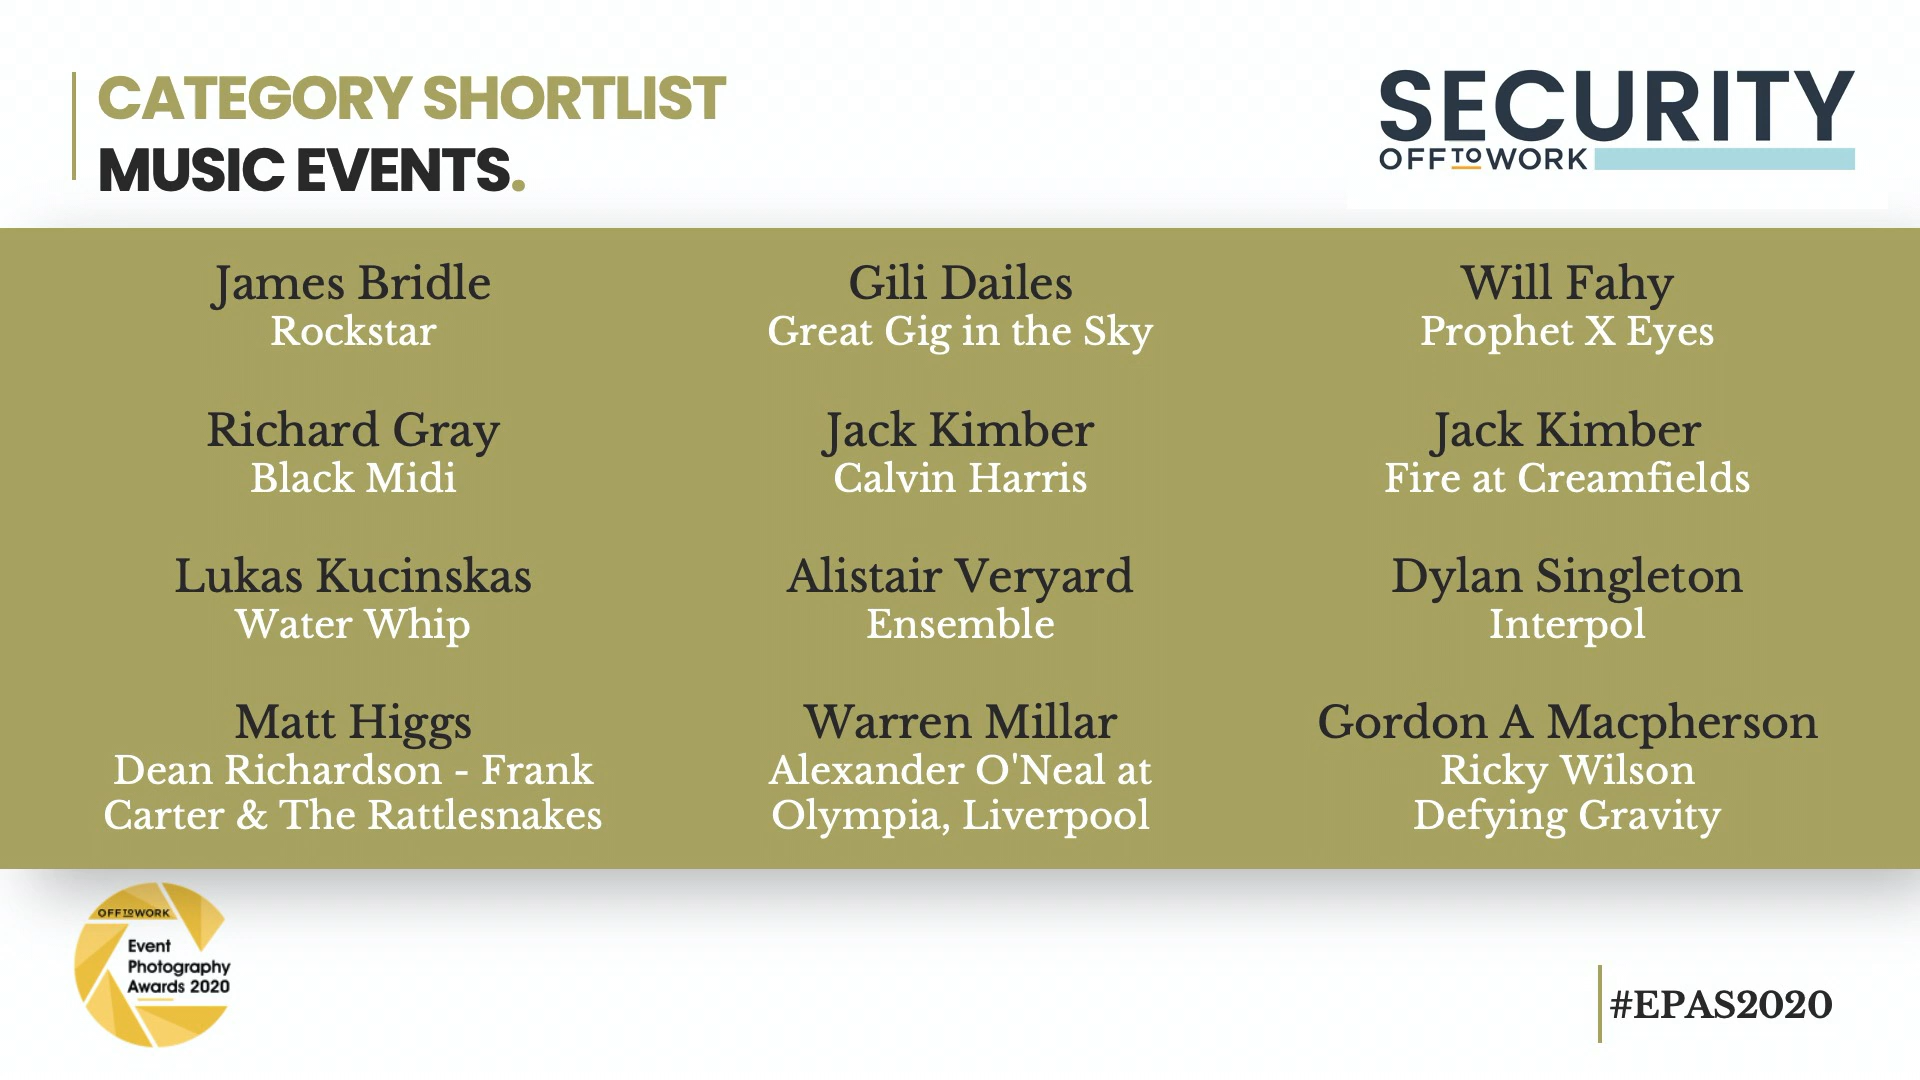 CATEGORY SHORTLIST
MUSIC EVENTS.
SECURITY
OFF TO WORK
James Bridle
Rockstar
Gili Dailes
Great Gig in the Sky
Will Fahy
Prophet X Eyes
Richard Gray
Black Midi
Jack Kimber
Calvin Harris
Jack Kimber
Fire at Creamfields
Lukas Kucinskas
Water Whip
Alistair Veryard
Ensemble
Dylan Singleton
Interpol
Matt Higgs
Dean Richardson - Frank
Carter & The Rattlesnakes
Warren Millar
Alexander O'Neal at
Olympia, Liverpool
Gordon A Macpherson
Ricky Wilson
Defying Gravity
OFF TO WORK
Event
Photography
Awards 2020
#EPAS2020